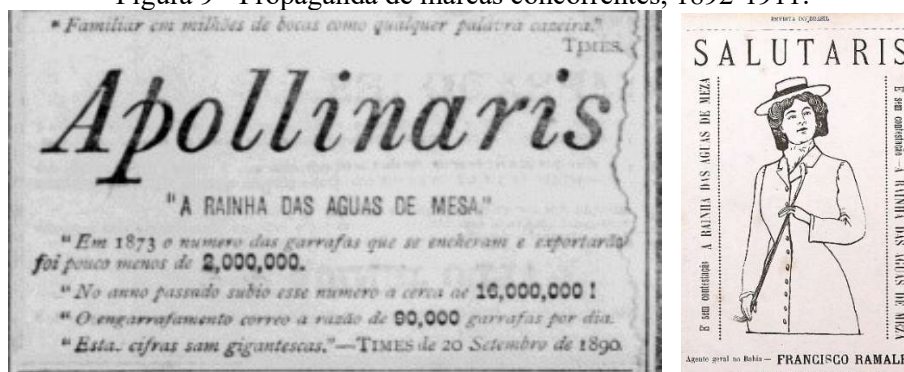 Figura 9 - Propaganda de marcas concorrentes, 1892-1911.
"Familiar em milhões de bocas como qualquer palavra caseira."
TIMES.
Apollinaris
"A RAINHA DAS AGUAS DE MESA."
"Em 1873 o numero das garrafas que se encheram e exportarão
foi pouco menos de 2,000,000.
"No anno passado subio esse numero a cerca de 16,000,000!
"O engarrafamento correo a razão de 90,000 garrafas por dia.
"Esta. cifras sam gigantescas."—TIMES de 20 Setembro de 1890.
REVISTA DO BRASIL
SALUTARIS
E sem contestação A RAINHA DAS AGUAS DE MEZA
E sem contestação—A RAINHA DAS AGUAS DE MEZA
Agente geral na Bahia— FRANCISCO RAMALH